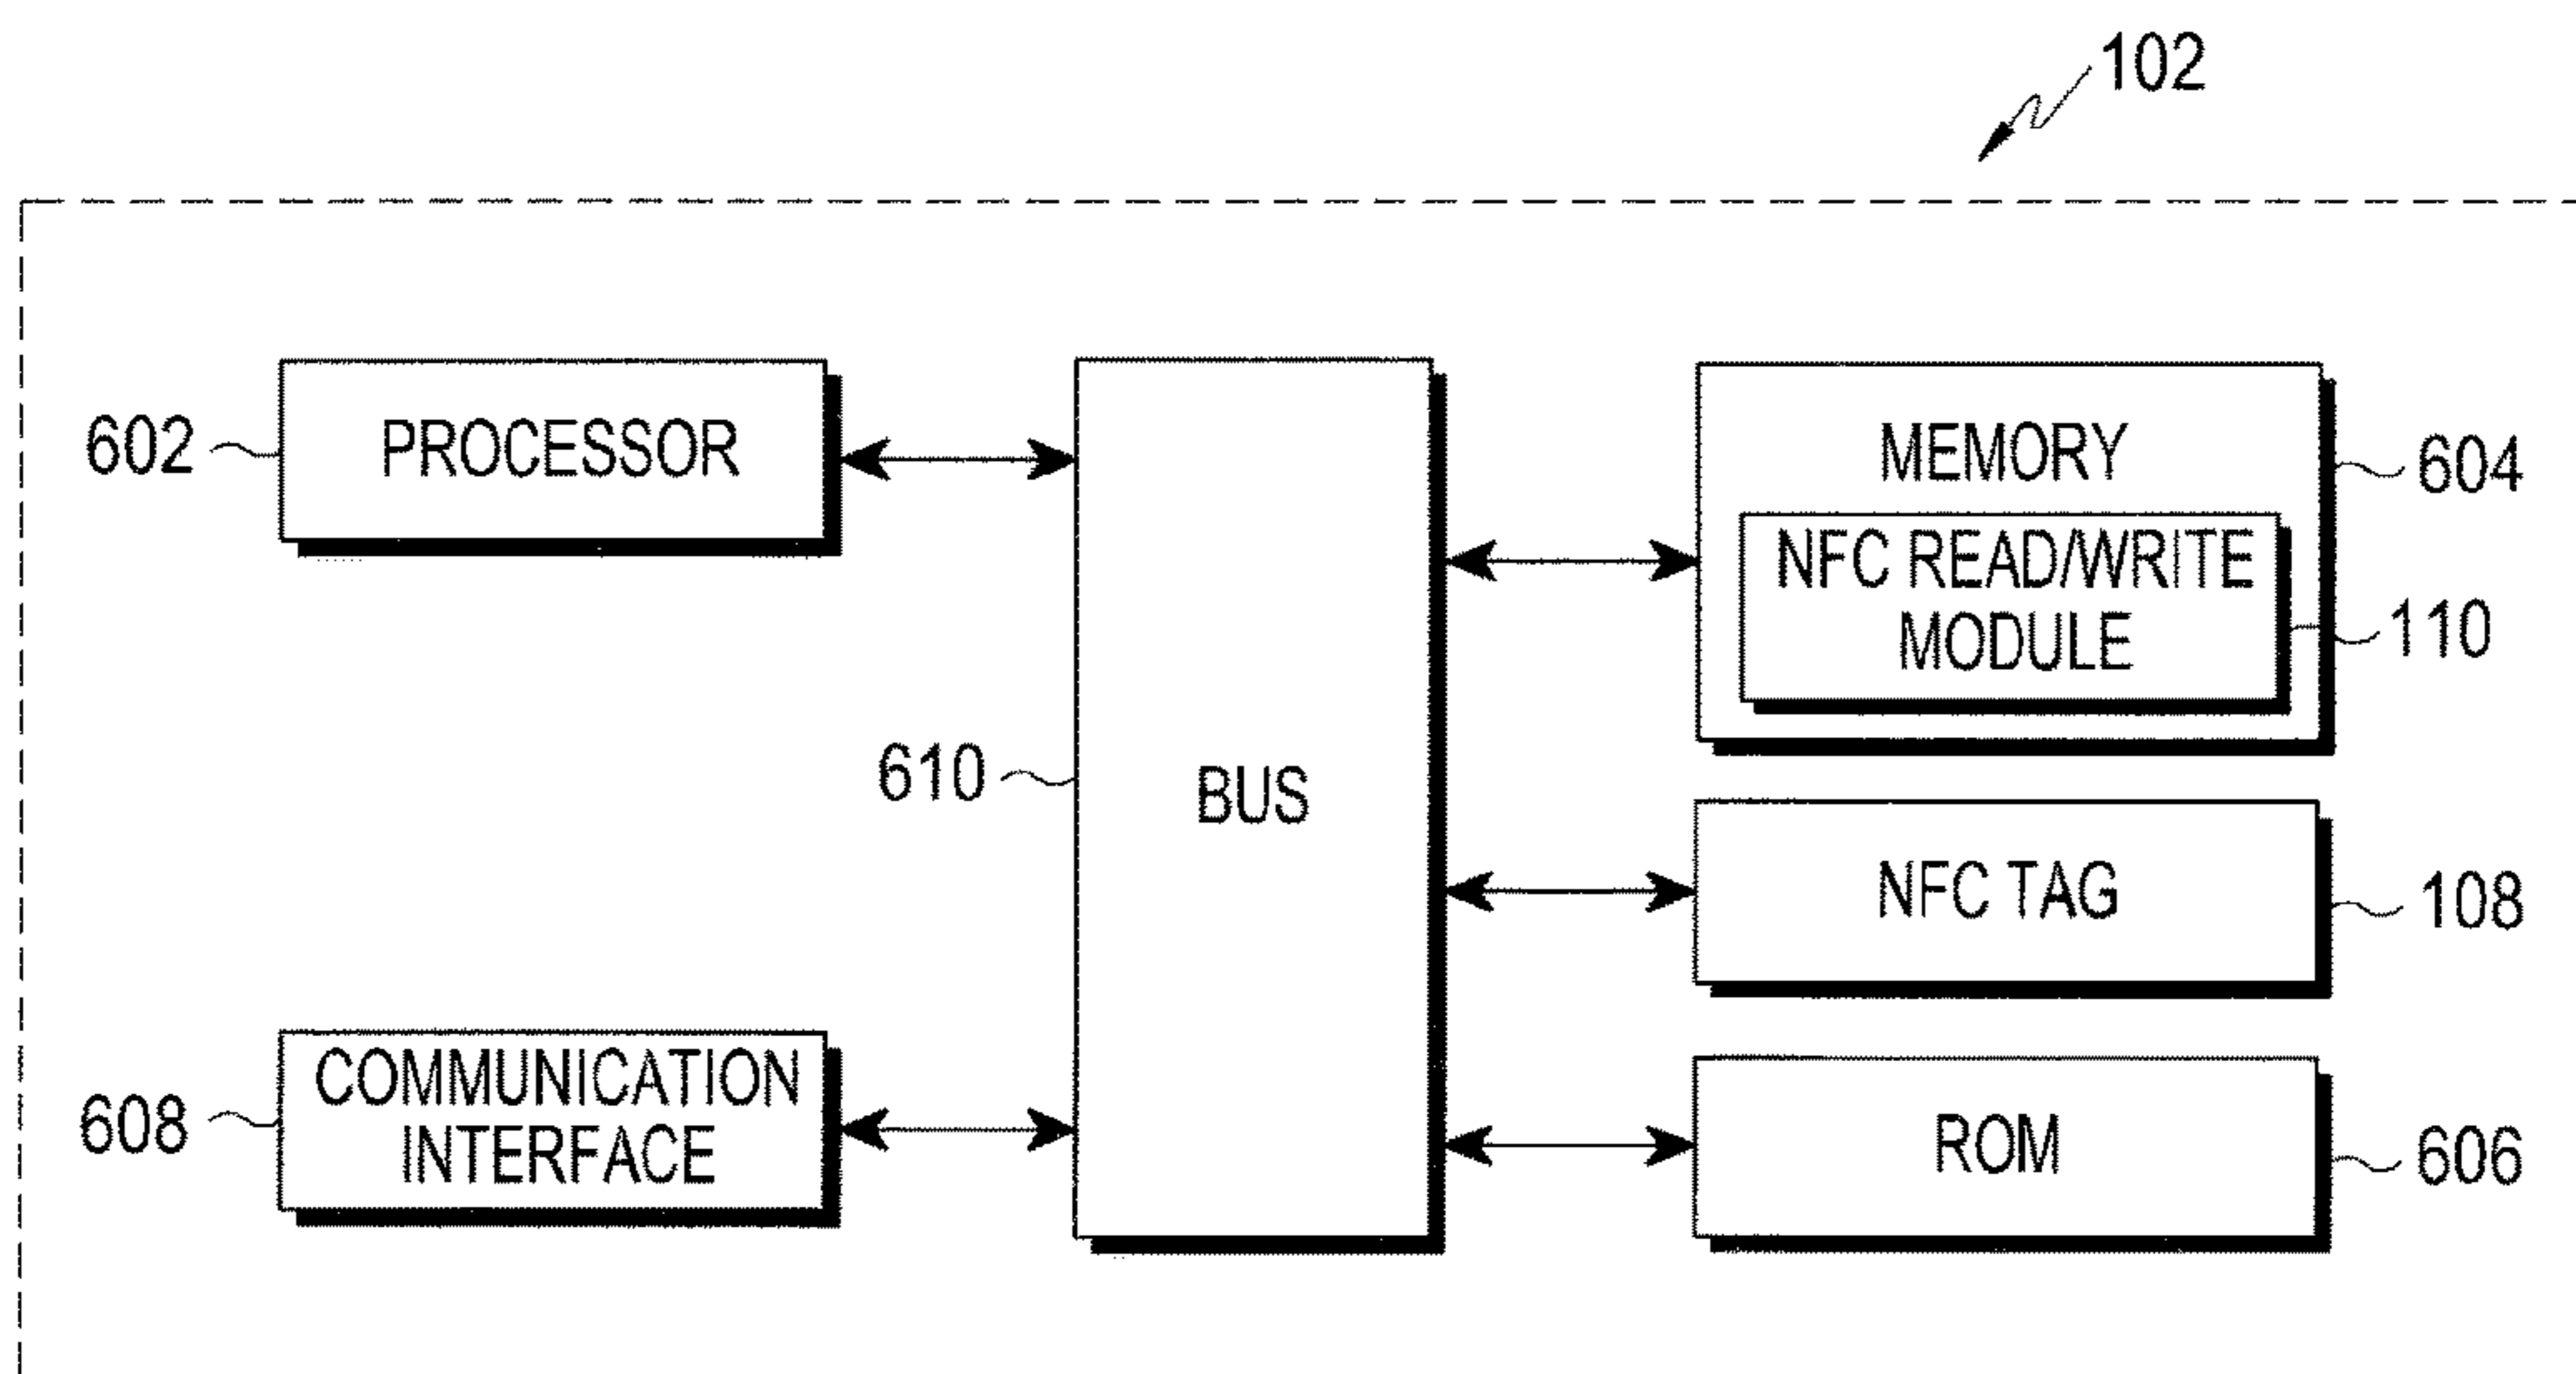 102
602
PROCESSOR
MEMORY
604
NFC READ/WRITE
MODULE
110
610
BUS
NFC TAG
108
608
COMMUNICATION
INTERFACE
ROM
606